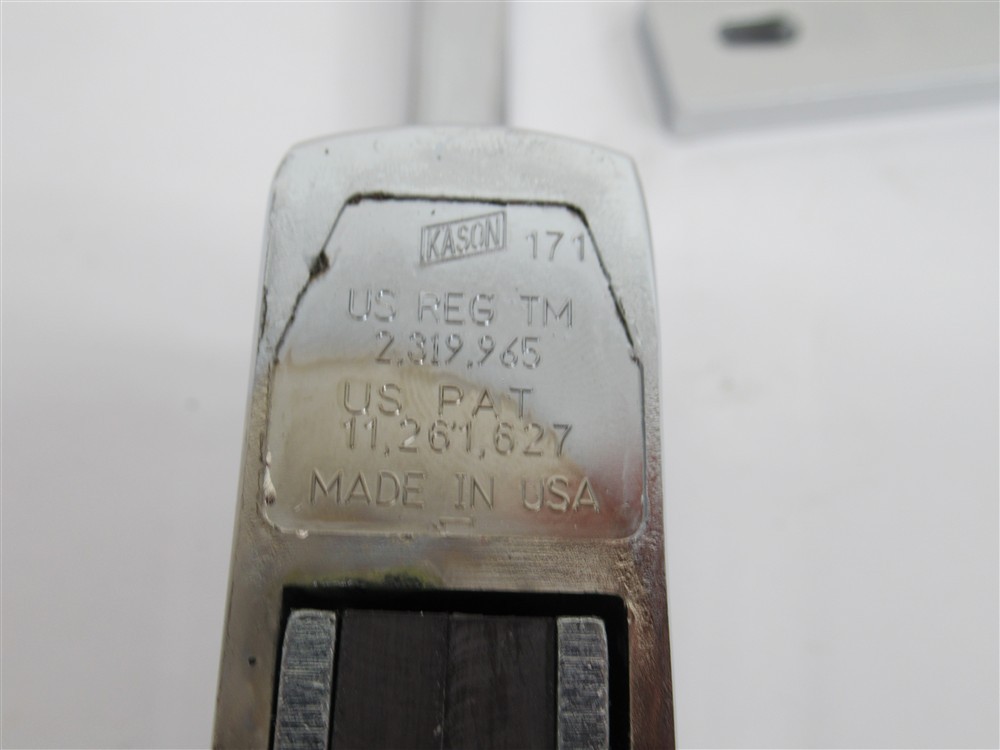 KASON 171
US REG TM
2,319,965
US PAT
11,261,627
MADE IN USA